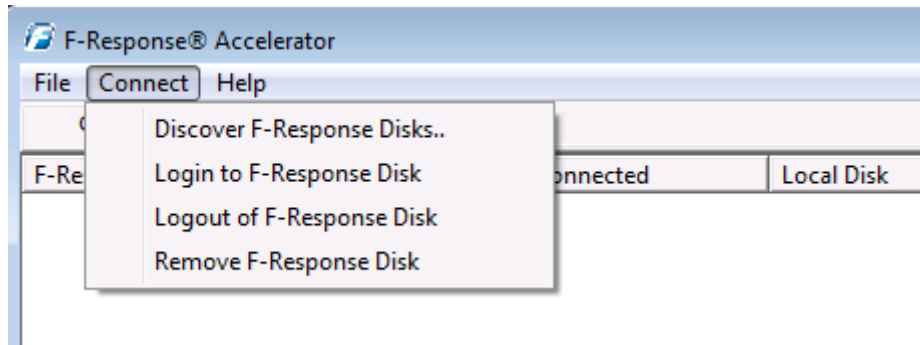 F-Response® Accelerator
File Connect Help
Discover F-Response Disks..
Login to F-Response Disk
Local Disk
Logout of F-Response Disk
Remove F-Response Disk